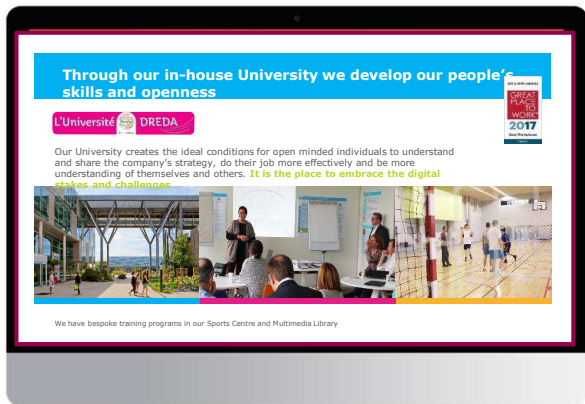 Through our in-house University we develop our people's
skills and openness
GREAT
PLACE
TO
WORK
2017
L'Université DREDA
Our University creates the ideal conditions for open minded individuals to understand
and share the company's strategy, do their job more effectively and be more
understanding of themselves and others. It is the place to embrace the digital
stakes and challenges
We have bespoke training programs in our Sports Centre and Multimedia Library